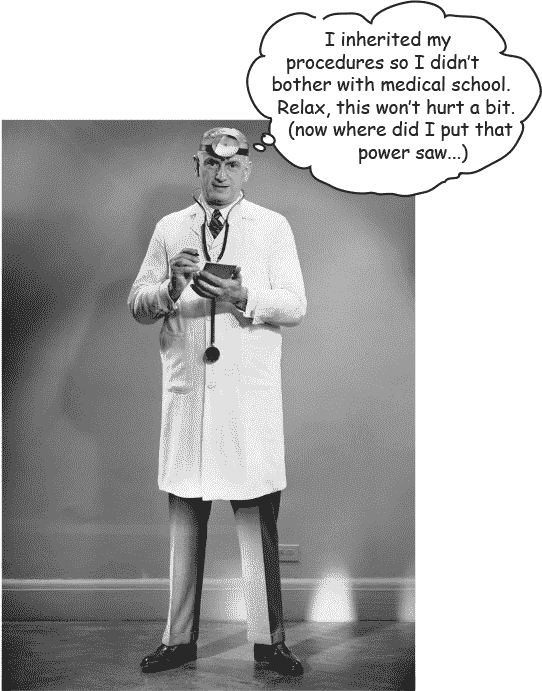 I inherited my
procedures so I didn't
bother with medical school.
Relax, this won't hurt a bit.
(now where did I put that
power saw...)